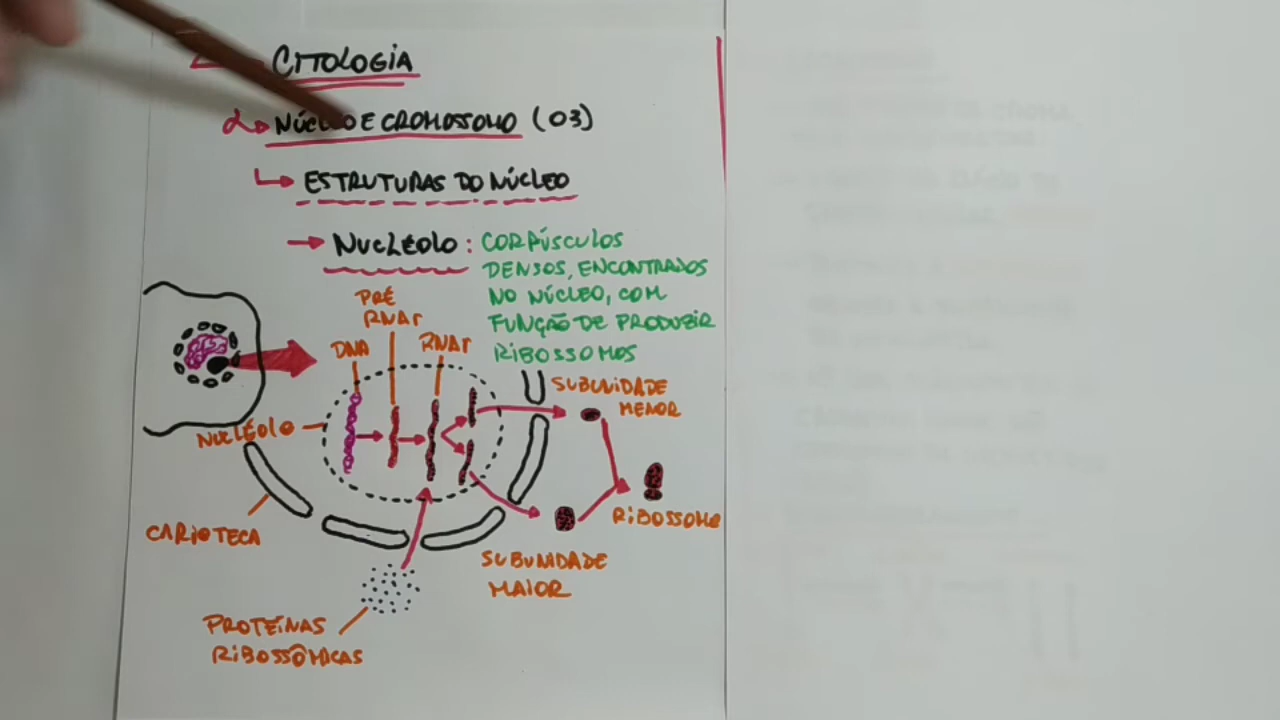 CITOLOGIA
NÚCLEO E CROMOSSOMO (03)
ESTRUTURAS DO NÚCLEO
NUCLÉOLO: CORPÚSCULOS
DENSOS, ENCONTRADOS
NO NÚCLEO, COM
FUNÇÃO DE PRODUZIR
RIBOSSOMOS
PRÉ
RNAr
DNA
RNAr
SUBUNIDADE
MENOR
NUCLÉOLO
RIBOSSOMO
CARIOTECA
SUBUNIDADE
MAIOR
PROTEÍNAS
RIBOSSÔMICAS